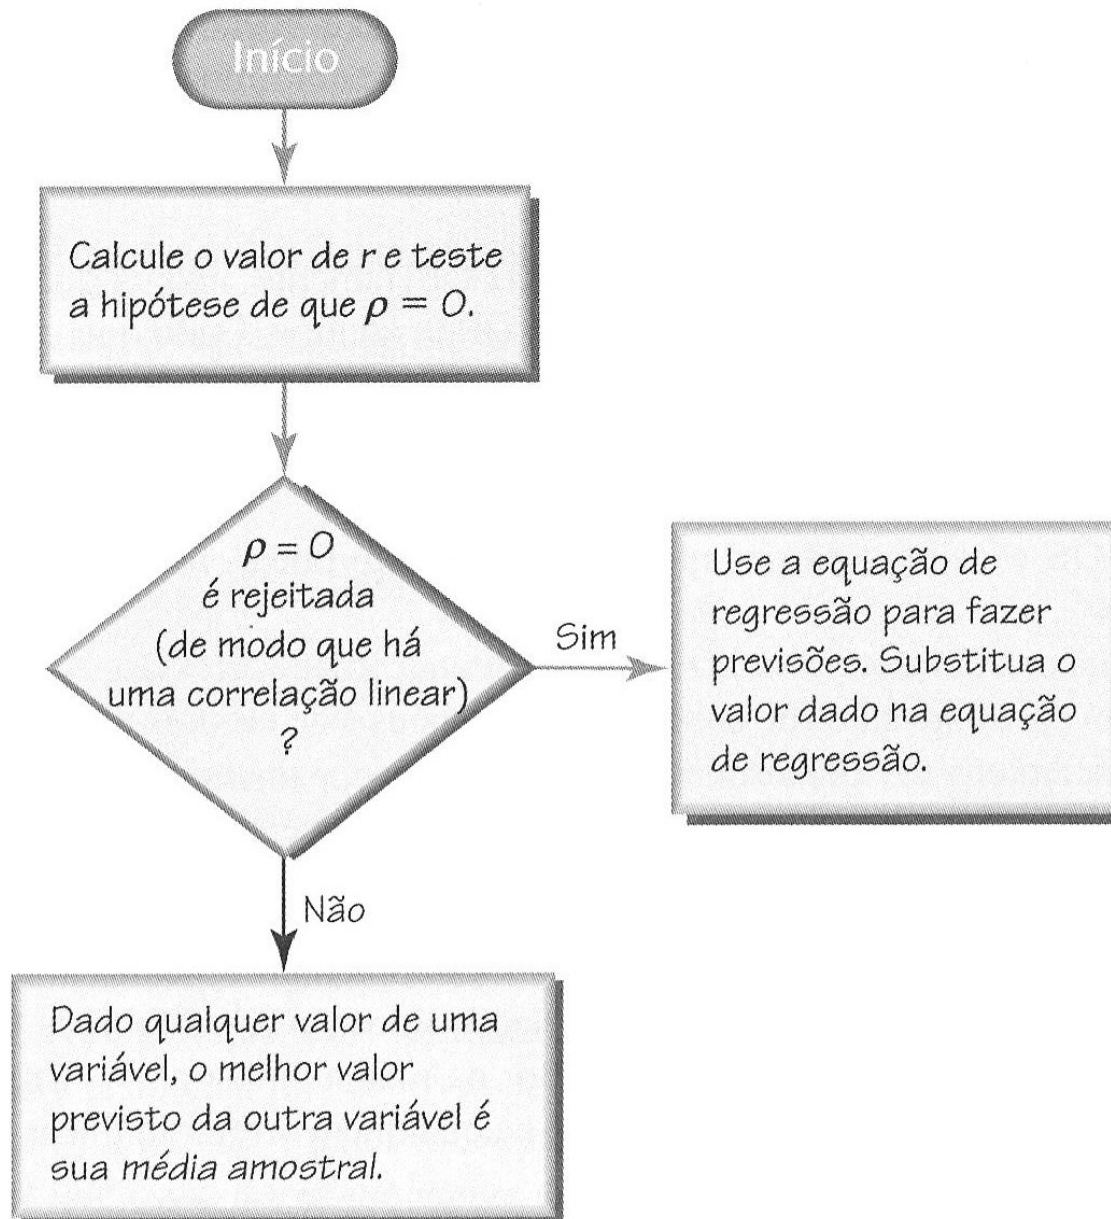 Início
Calcule o valor de r e teste
a hipótese de que ρ = 0.
ρ = 0
é rejeitada
(de modo que há
uma correlação linear)
?
Sim
Use a equação de
regressão para fazer
previsões. Substitua o
valor dado na equação
de regressão.
Não
Dado qualquer valor de uma
variável, o melhor valor
previsto da outra variável é
sua média amostral.